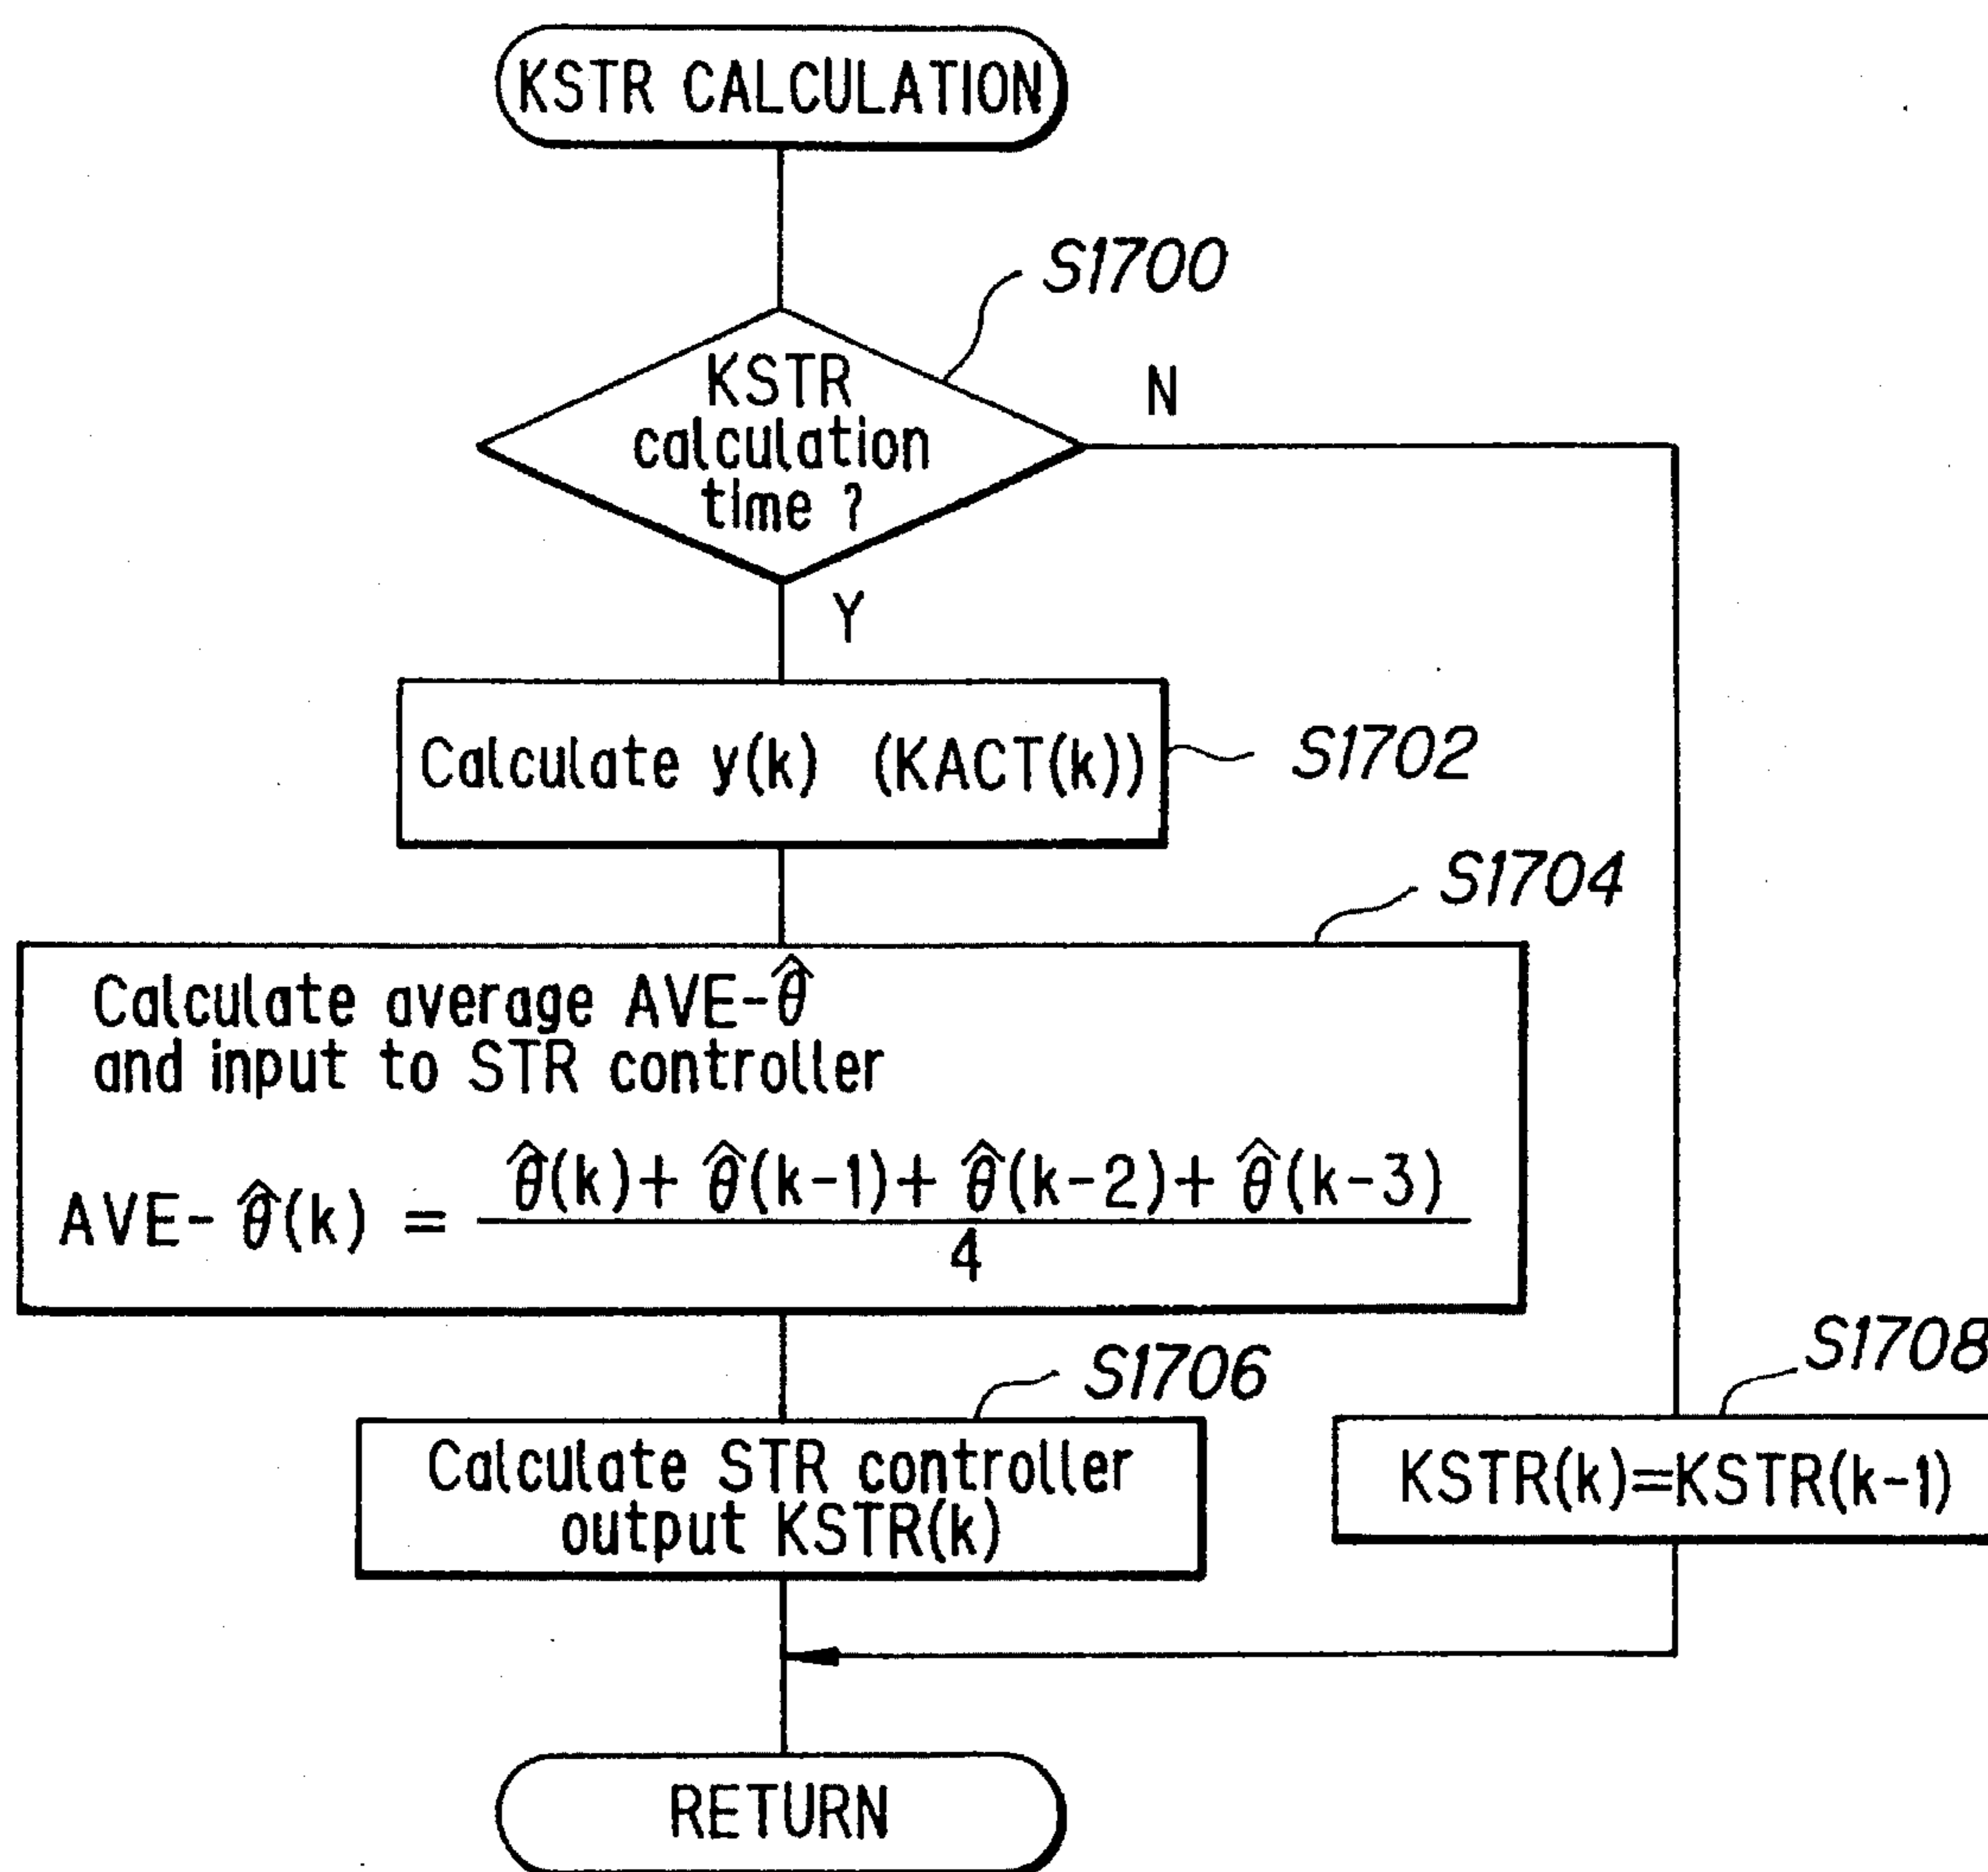 KSTR CALCULATION
S1700
KSTR
calculation
time ?
N
Y
Calculate y(k) (KACT(k))
S1702
S1704
Calculate average AVE-θ̂
and input to STR controller
AVE- θ̂(k) = θ̂(k)+ θ̂(k-1)+ θ̂(k-2)+ θ̂(k-3)
4
S1706
Calculate STR controller
output KSTR(k)
S1708
KSTR(k)=KSTR(k-1)
RETURN